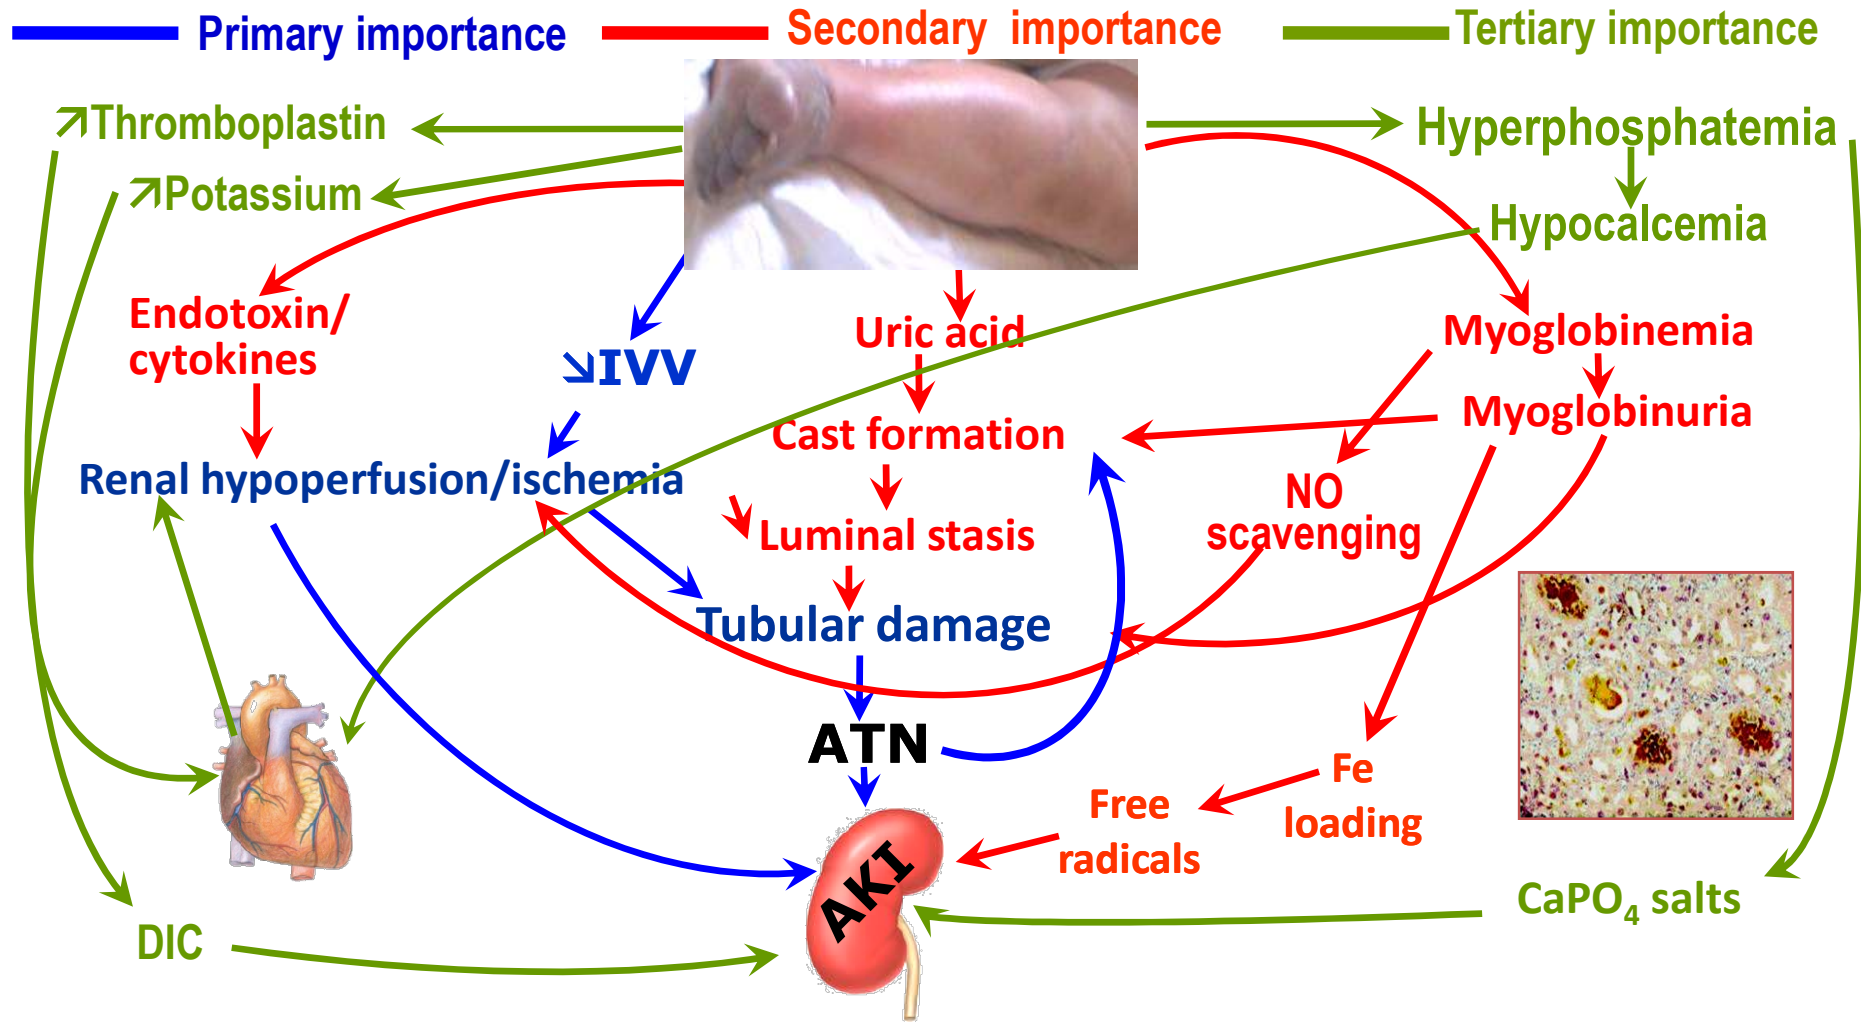 Primary importance
Secondary importance
Tertiary importance
↗Thromboplastin
↗Potassium
Hyperphosphatemia
Hypocalcemia
Endotoxin/
cytokines
↘IVV
Uric acid
Myoglobinemia
Myoglobinuria
Cast formation
Renal hypoperfusion/ischemia
NO
scavenging
Luminal stasis
Tubular damage
ATN
Fe
loading
Free
radicals
AKI
CaPO₄ salts
DIC